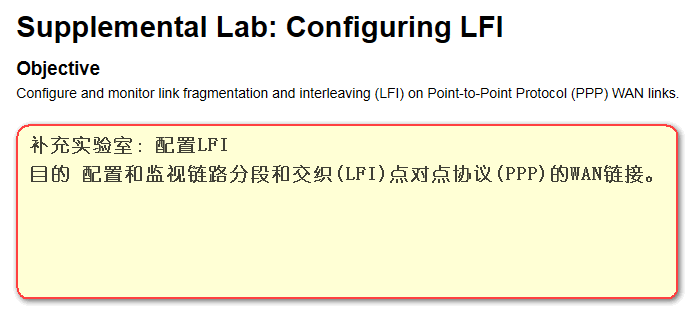 Supplemental Lab: Configuring LFI
Objective
Configure and monitor link fragmentation and interleaving (LFI) on Point-to-Point Protocol (PPP) WAN links.
补充实验室: 配置LFI
目的 配置和监视链路分段和交织(LFI)点对点协议(PPP)的WAN链接。